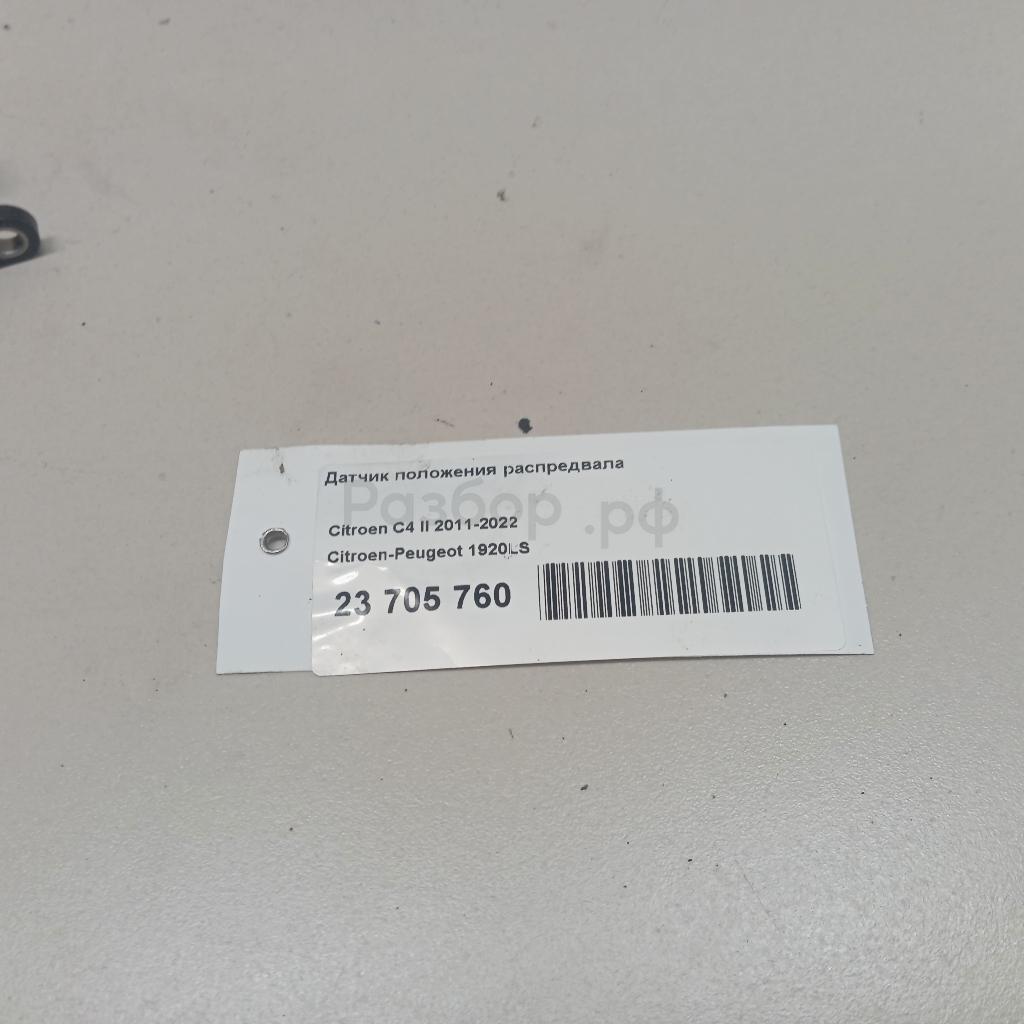 Датчик положения распредвала
Разбор.рф
Citroen C4 II 2011-2022
Citroen-Peugeot 1920LS
23 705 760